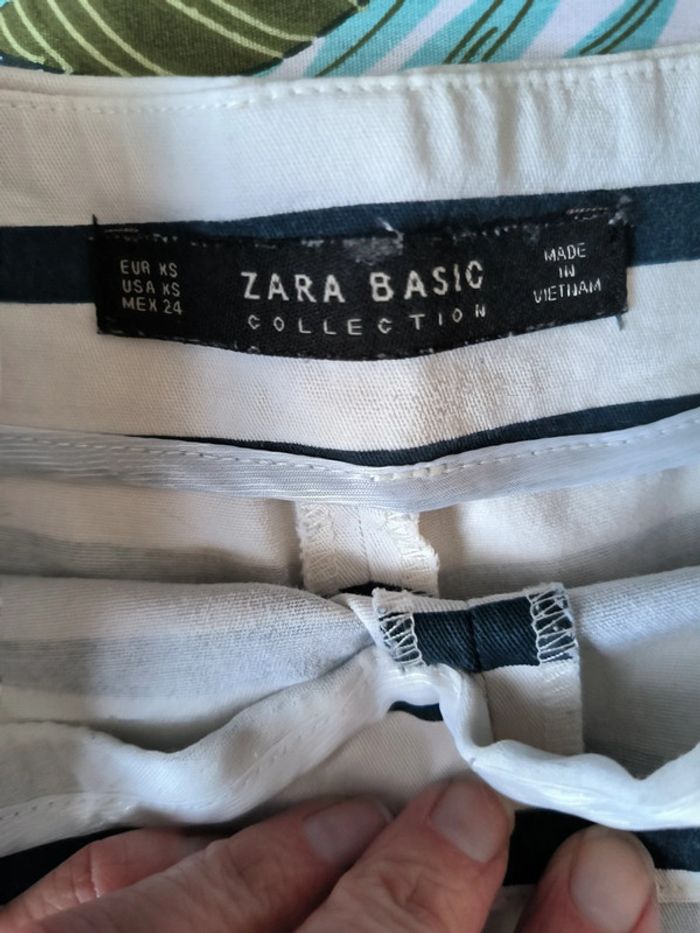 EUR XS
USA XS
MEX 24
ZARA BASIC
COLLECTION
MADE
IN
VIETNAM